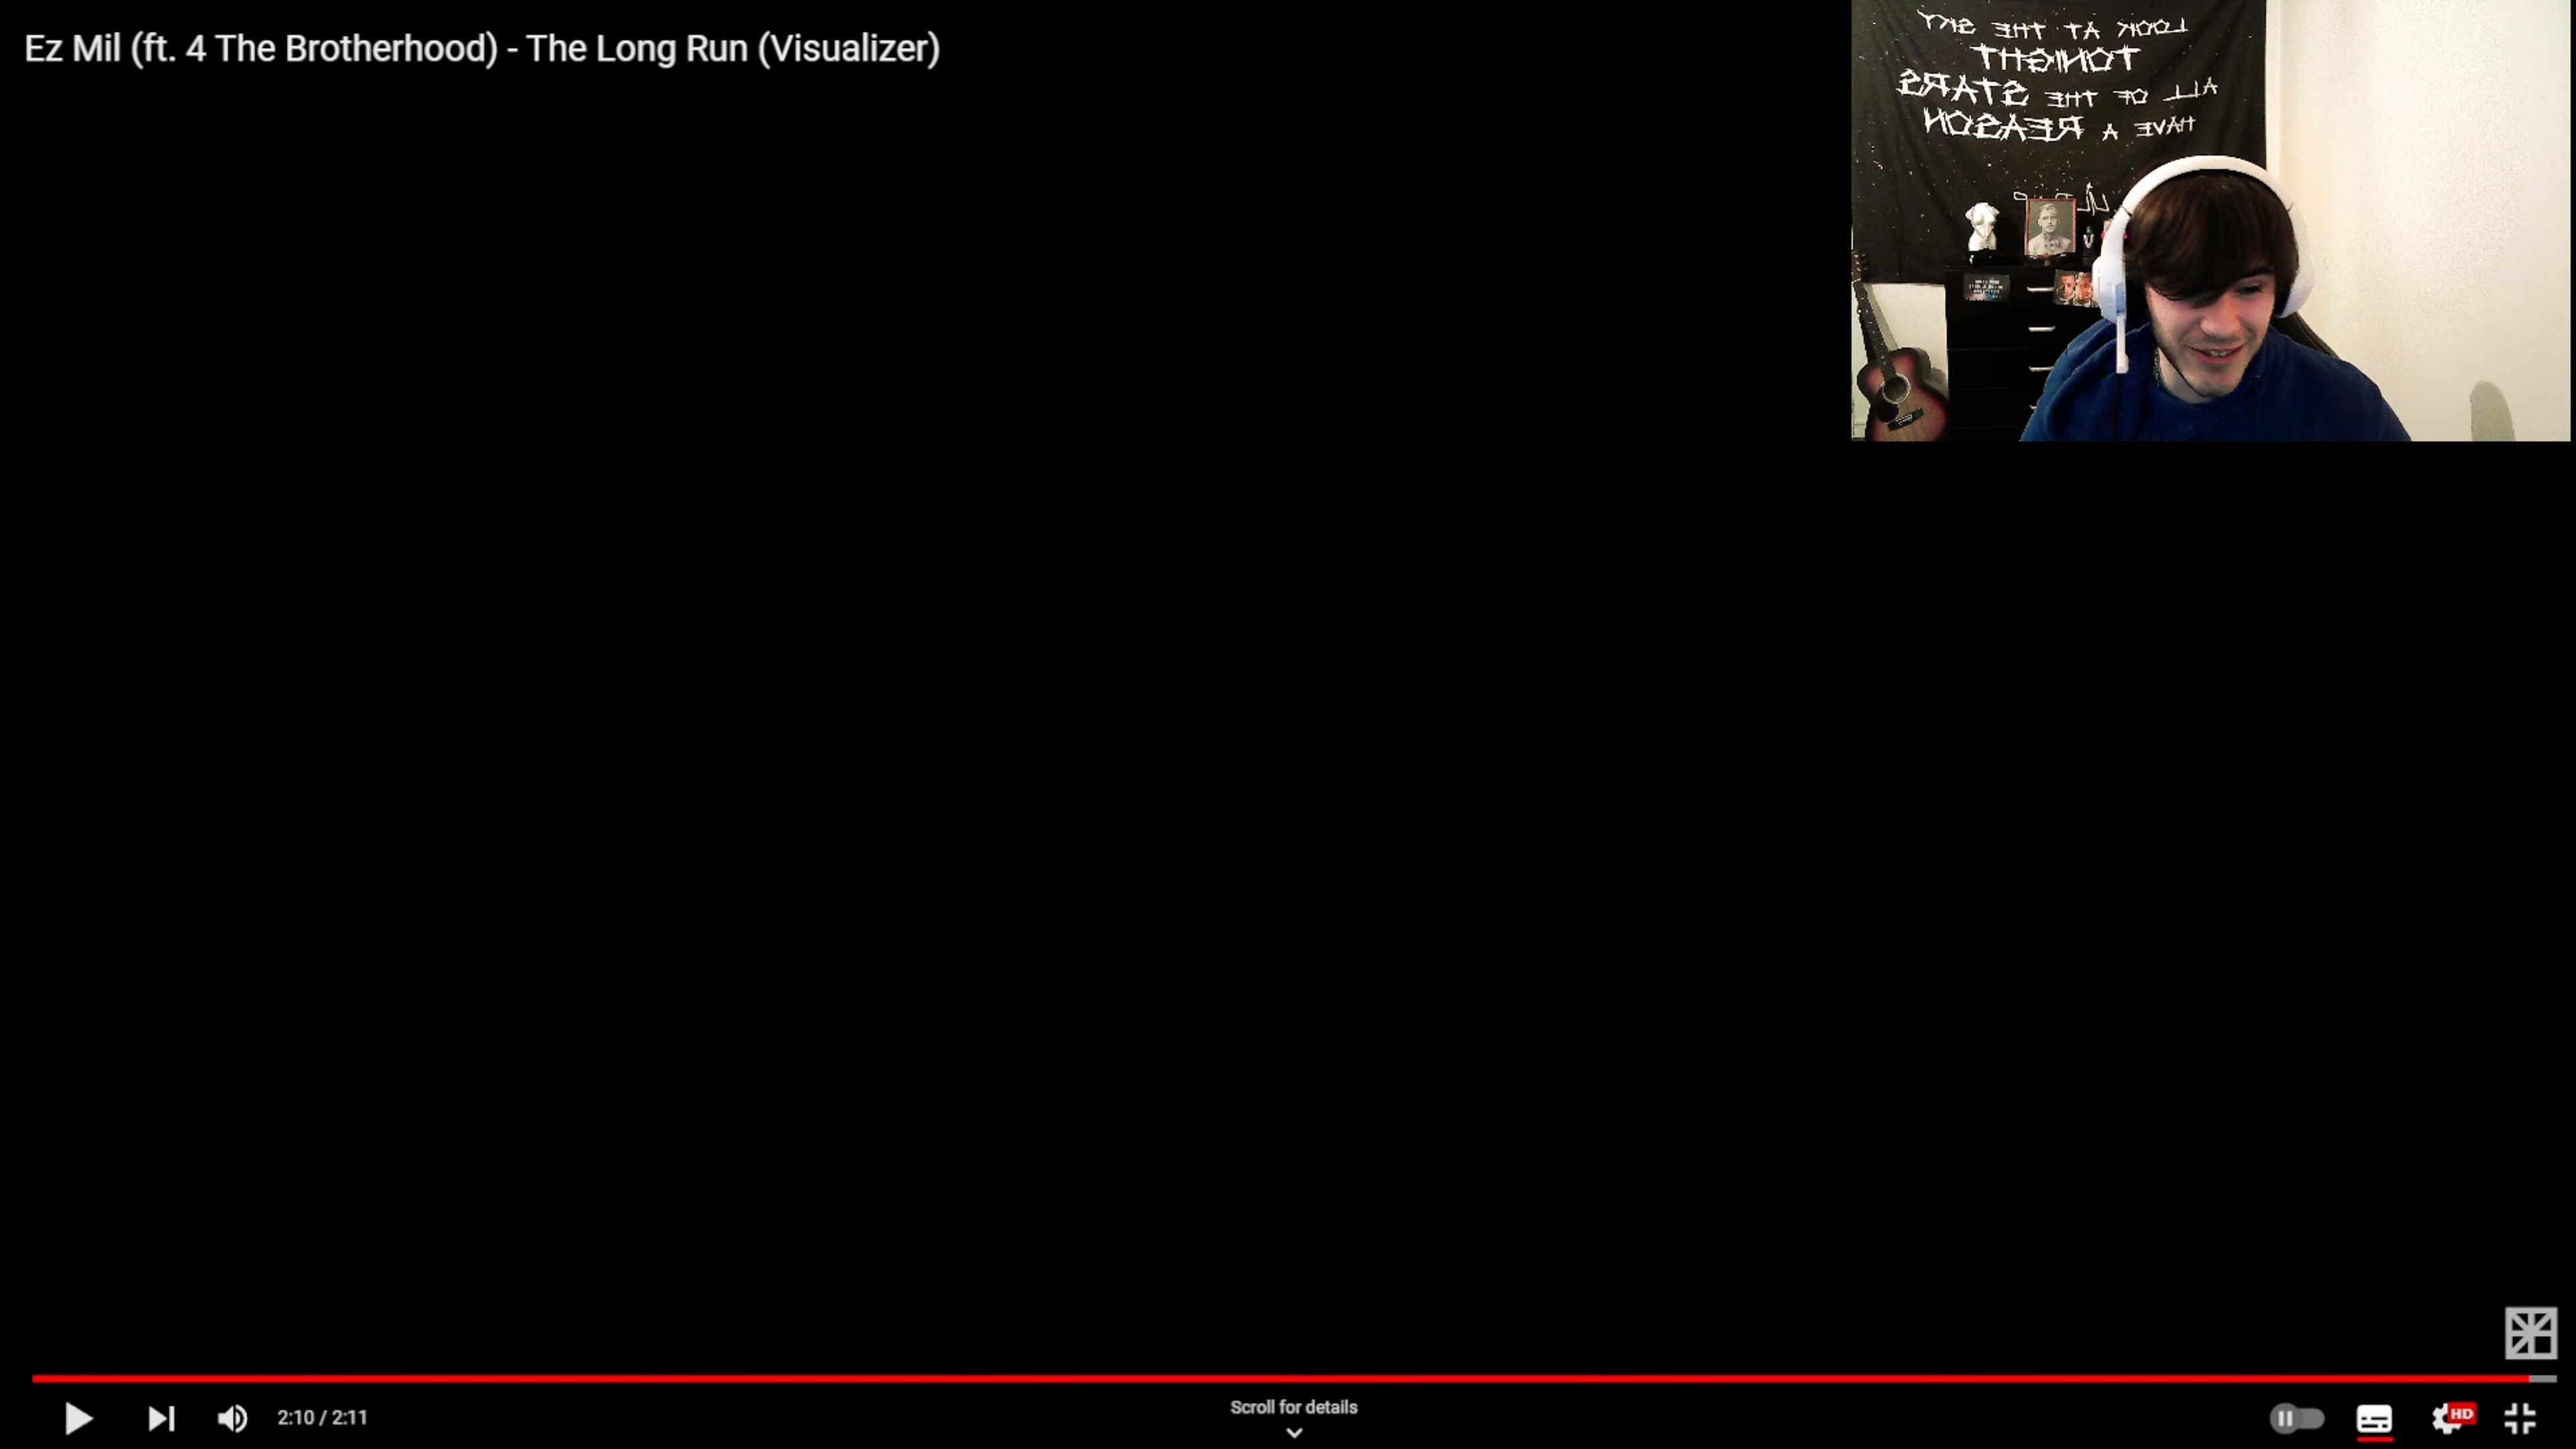 Ez Mil (ft. 4 The Brotherhood) - The Long Run (Visualizer)
LOOK AT THE SKY
TONIGHT
ALL OF THE STARS
HAVE A REASON
2:10 / 2:11
Scroll for details
HD